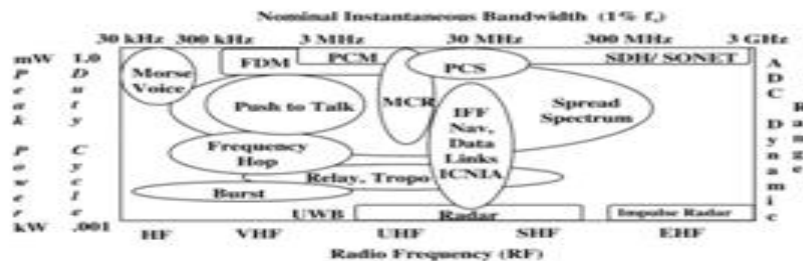 Nominal Instantaneous Bandwidth (1% fₒ)
30 kHz 300 kHz 3 MHz 30 MHz 300 MHz 3 GHz
mW 1.0
Peak Power
Duty Cycle
kW .001
ADC Dynamic
Range
FDM PCM PCS SDH/ SONET
Morse
Voice
Push to Talk
MCR
IFF
Nav,
Data
Links
ICNIA
Spread
Spectrum
Frequency
Hop
Relay, Tropo
Burst
UWB Radar Impulse Radar
HF VHF UHF SHF EHF
Radio Frequency (RF)